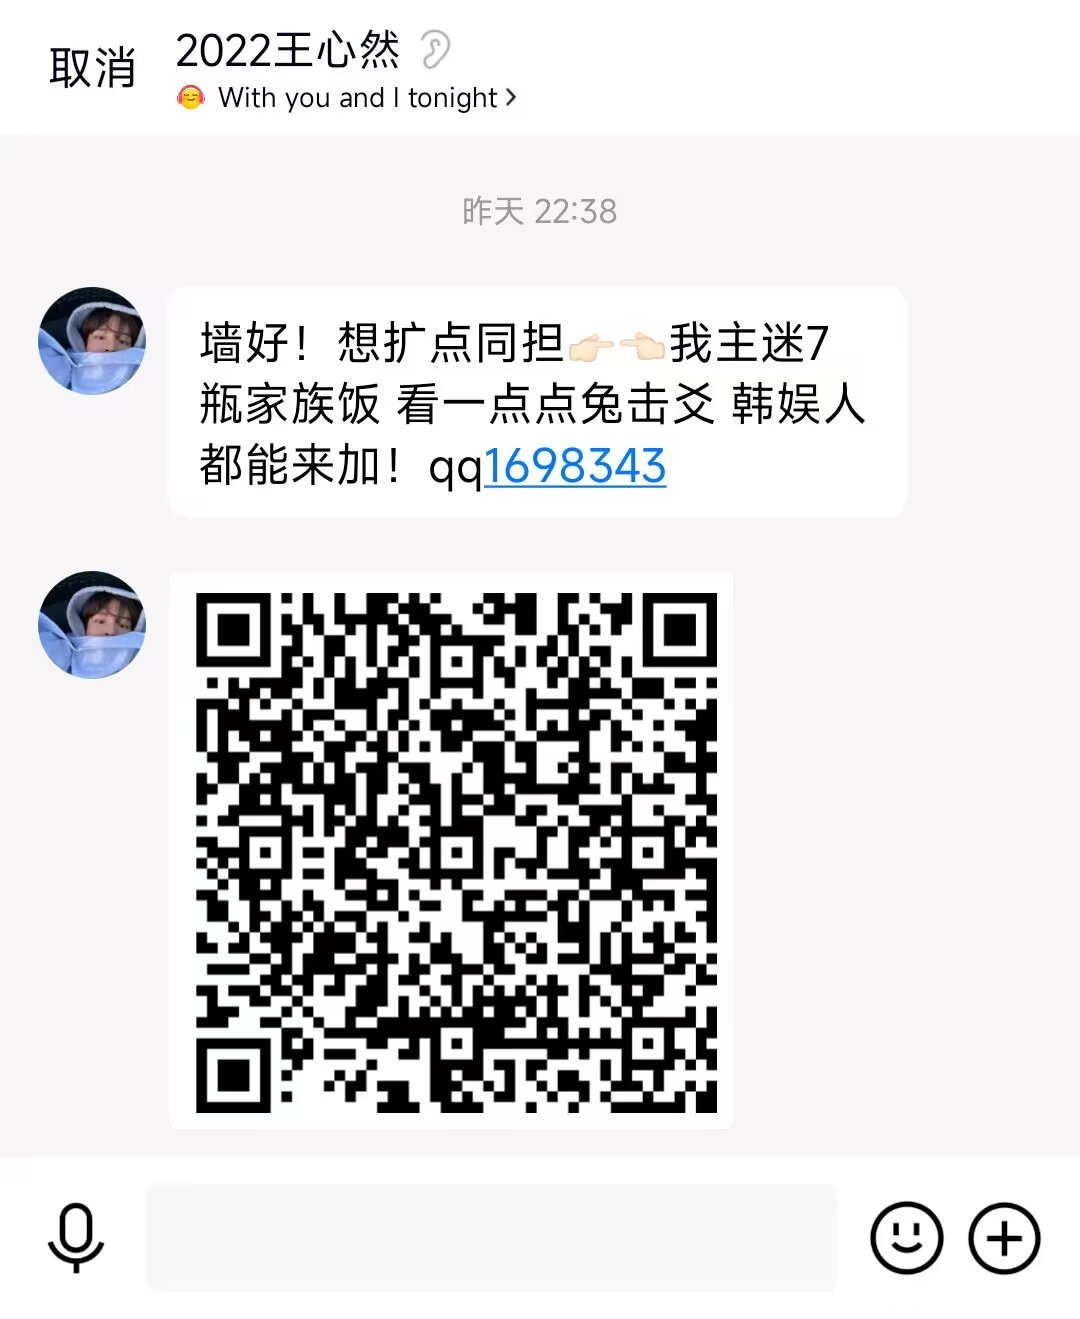 取消
2022王心然
With you and I tonight
昨天 22:38
墙好！想扩点同担👉🏻👈🏻我主迷7
瓶家族饭 看一点点兔击爻 韩娱人
都能来加！qq1698343